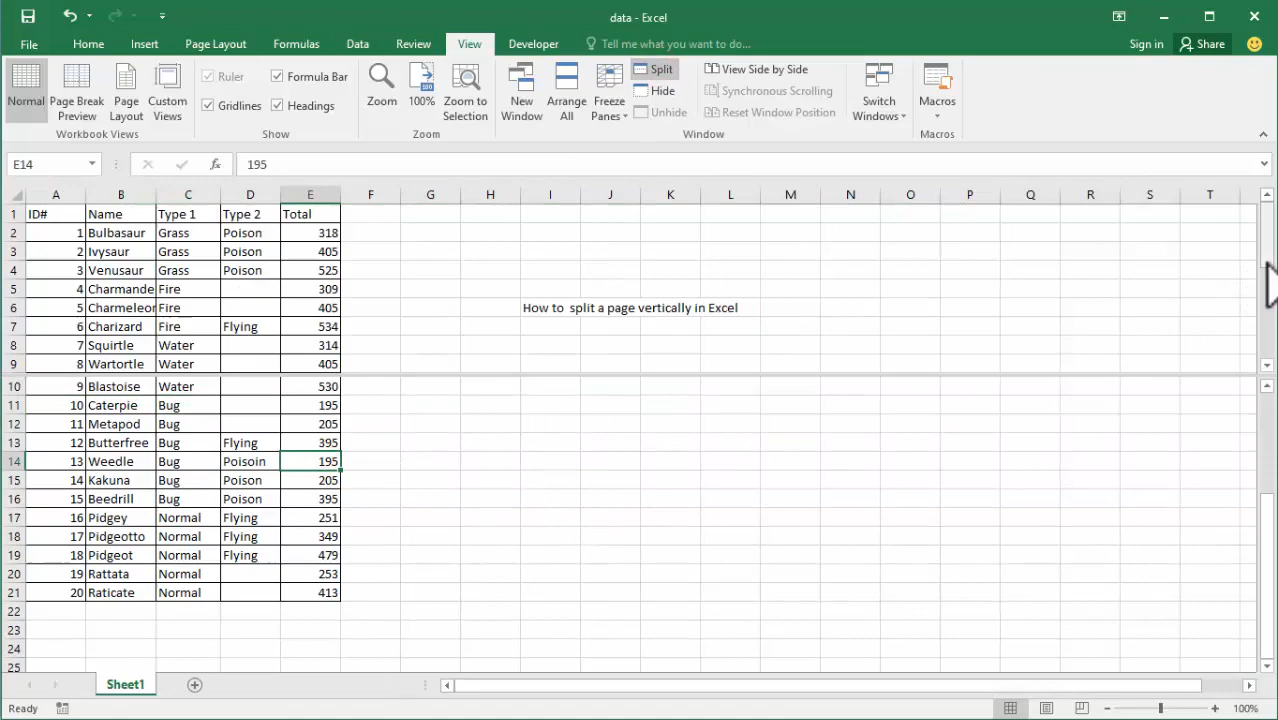 data - Excel
File Home Insert Page Layout Formulas Data Review View Developer Tell me what you want to do... Sign in Share
Normal Page Break Preview Page Layout Custom Views
Workbook Views
Ruler Formula Bar
Gridlines Headings
Show
Zoom 100% Zoom to Selection
Zoom
New Window Arrange All Freeze Panes
Split
Hide
Unhide
View Side by Side
Synchronous Scrolling
Reset Window Position
Switch Windows
Window
Macros
Macros
E14 fx 195
A B C D E F G H I J K L M N O P Q R S T
1 ID# Name Type 1 Type 2 Total
2 1 Bulbasaur Grass Poison 318
3 2 Ivysaur Grass Poison 405
4 3 Venusaur Grass Poison 525
5 4 Charmande Fire 309
6 5 Charmeleor Fire 405 How to  split a page vertically in Excel
7 6 Charizard Fire Flying 534
8 7 Squirtle Water 314
9 8 Wartortle Water 405
10 9 Blastoise Water 530
11 10 Caterpie Bug 195
12 11 Metapod Bug 205
13 12 Butterfree Bug Flying 395
14 13 Weedle Bug Poisoin 195
15 14 Kakuna Bug Poison 205
16 15 Beedrill Bug Poison 395
17 16 Pidgey Normal Flying 251
18 17 Pidgeotto Normal Flying 349
19 18 Pidgeot Normal Flying 479
20 19 Rattata Normal 253
21 20 Raticate Normal 413
22
23
24
25
Sheet1
Ready 100%